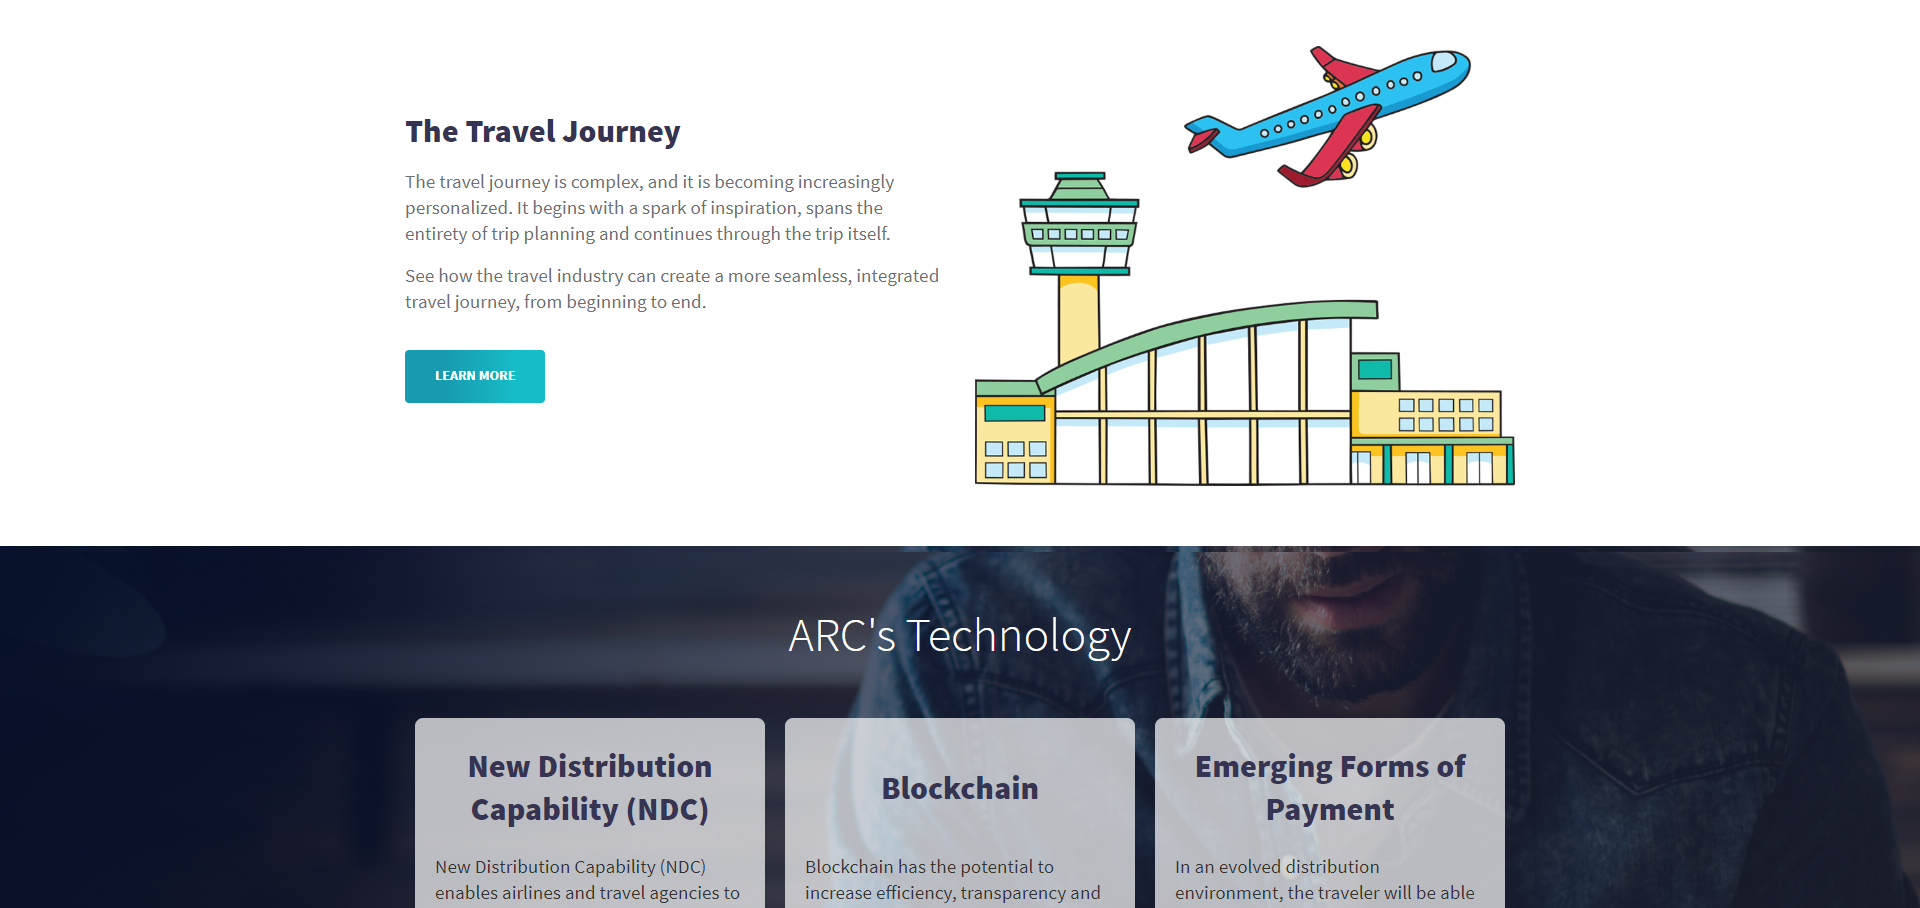 The Travel Journey
The travel journey is complex, and it is becoming increasingly
personalized. It begins with a spark of inspiration, spans the
entirety of trip planning and continues through the trip itself.
See how the travel industry can create a more seamless, integrated
travel journey, from beginning to end.
LEARN MORE
ARC's Technology
New Distribution
Capability (NDC)
New Distribution Capability (NDC)
enables airlines and travel agencies to
Blockchain
Blockchain has the potential to
increase efficiency, transparency and
Emerging Forms of
Payment
In an evolved distribution
environment, the traveler will be able